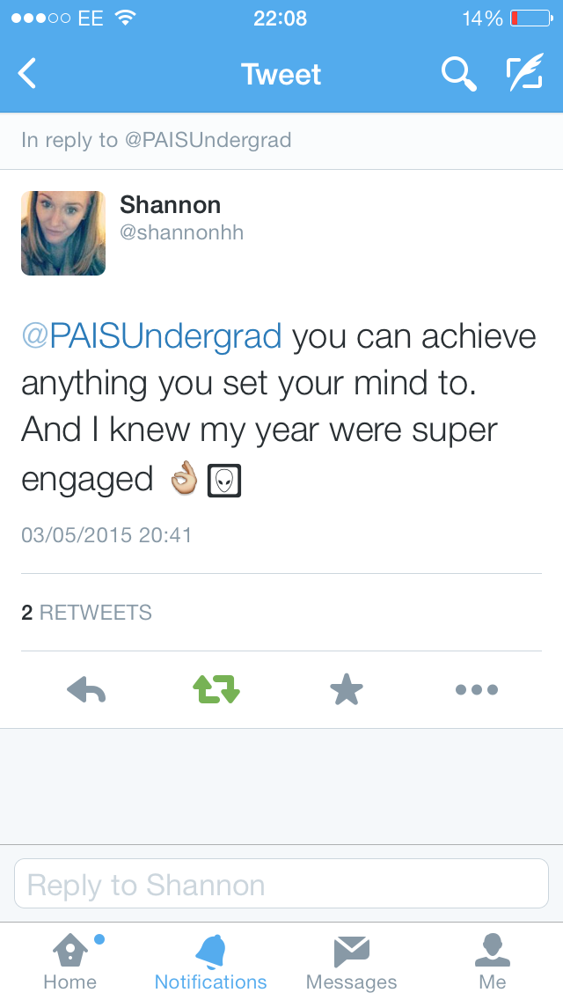 EE 22:08 14%
Tweet
In reply to @PAISUndergrad
Shannon
@shannonhh
@PAISUndergrad you can achieve
anything you set your mind to.
And I knew my year were super
engaged 👌🏼👽
03/05/2015 20:41
2 RETWEETS
Reply to Shannon
Home Notifications Messages Me